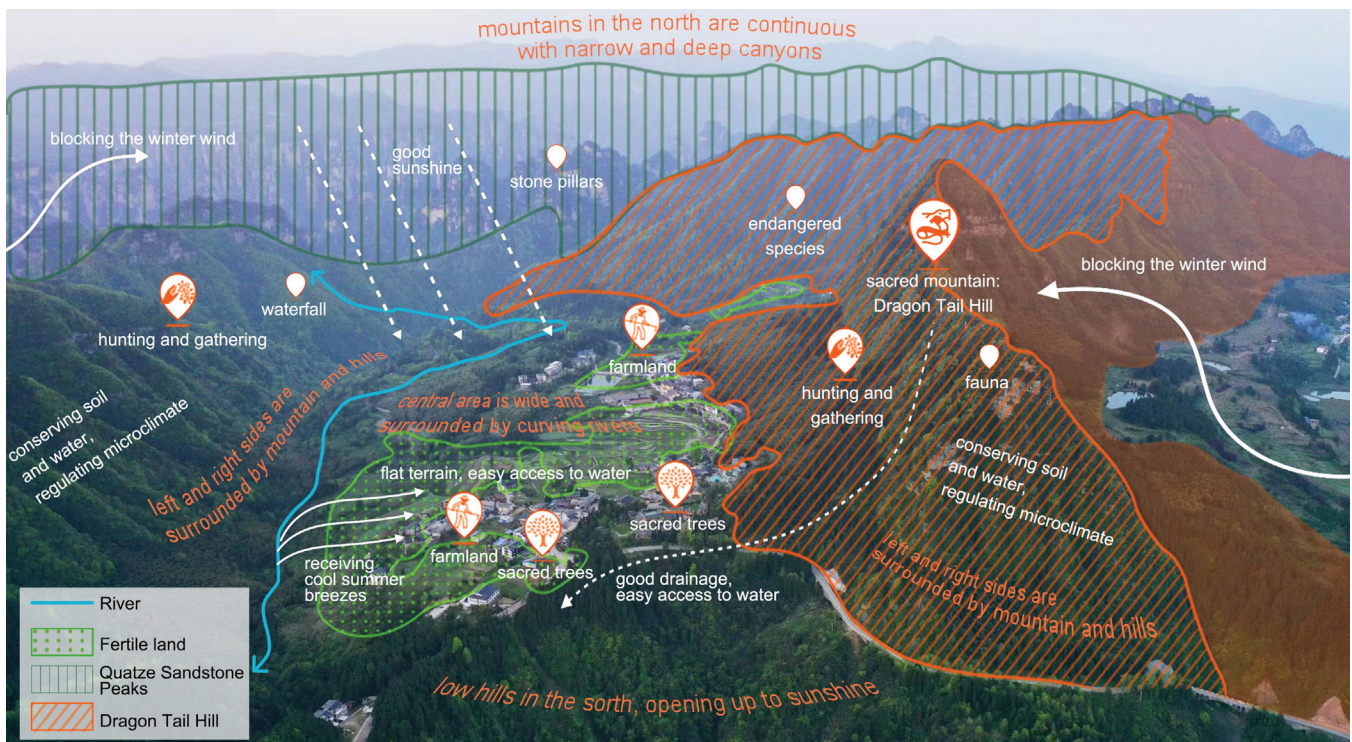 mountains in the north are continuous
with narrow and deep canyons
blocking the winter wind
good
sunshine
stone pillars
endangered
species
sacred mountain:
Dragon Tail Hill
blocking the winter wind
waterfall
hunting and gathering
farmland
hunting and
gathering
fauna
conserving soil
and water,
regulating microclimate
left and right sides are
surrounded by mountain and hills
central area is wide and
surrounded by curving rivers
flat terrain, easy access to water
sacred trees
conserving soil
and water,
regulating microclimate
farmland
sacred trees
receiving
cool summer
breezes
good drainage,
easy access to water
left and right sides are
surrounded by mountain and hills
low hills in the sorth, opening up to sunshine
River
Fertile land
Quatze Sandstone
Peaks
Dragon Tail Hill